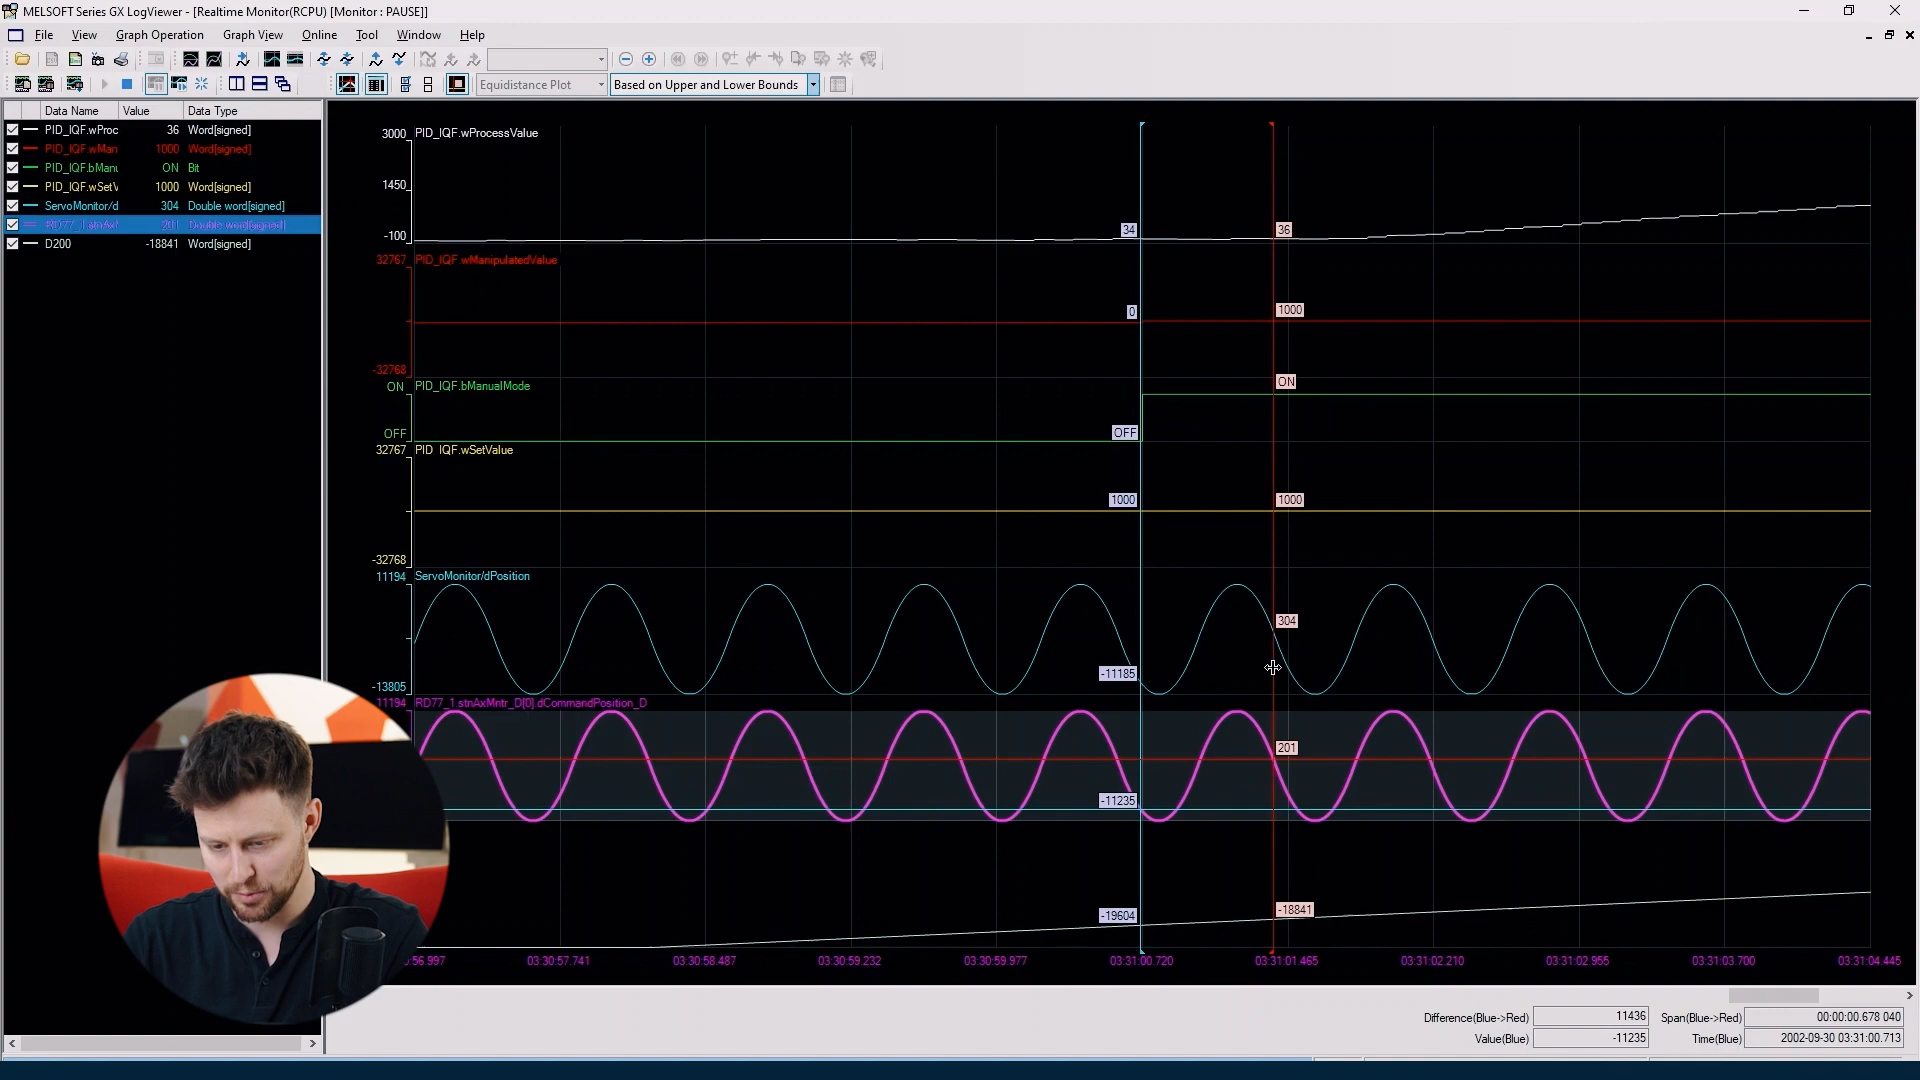 MELSOFT Series GX LogViewer - [Realtime Monitor(RCPU) [Monitor : PAUSE]]
File View Graph Operation Graph View Online Tool Window Help
Equidistance Plot Based on Upper and Lower Bounds
Data Name Value Data Type
PID_IQF.wProc 36 Word[signed]
PID_IQF.wMan 1000 Word[signed]
PID_IQF.bManu ON Bit
PID_IQF.wSetV 1000 Word[signed]
ServoMonitor/d 304 Double word[signed]
RD77_1.stnAxM 201 Double word[signed]
D200 -18841 Word[signed]
3000 PID_IQF.wProcessValue
1450
-100
34 36
32767 PID_IQF.wManipulatedValue
0 1000
-32768
ON PID_IQF.bManualMode
ON
OFF
OFF
32767 PID_IQF.wSetValue
1000 1000
-32768
11194 ServoMonitor/dPosition
304
-11185
-13805
11194 RD77_1.stnAxMntr_D[0].dCommandPosition_D
201
-11235
-19604 -18841
:56.997 03:30:57.741 03:30:58.487 03:30:59.232 03:30:59.977 03:31:00.720 03:31:01.465 03:31:02.210 03:31:02.955 03:31:03.700 03:31:04.445
Difference(Blue->Red) 11436 Span(Blue->Red) 00:00:00.678 040
Value(Blue) -11235 Time(Blue) 2002-09-30 03:31:00.713